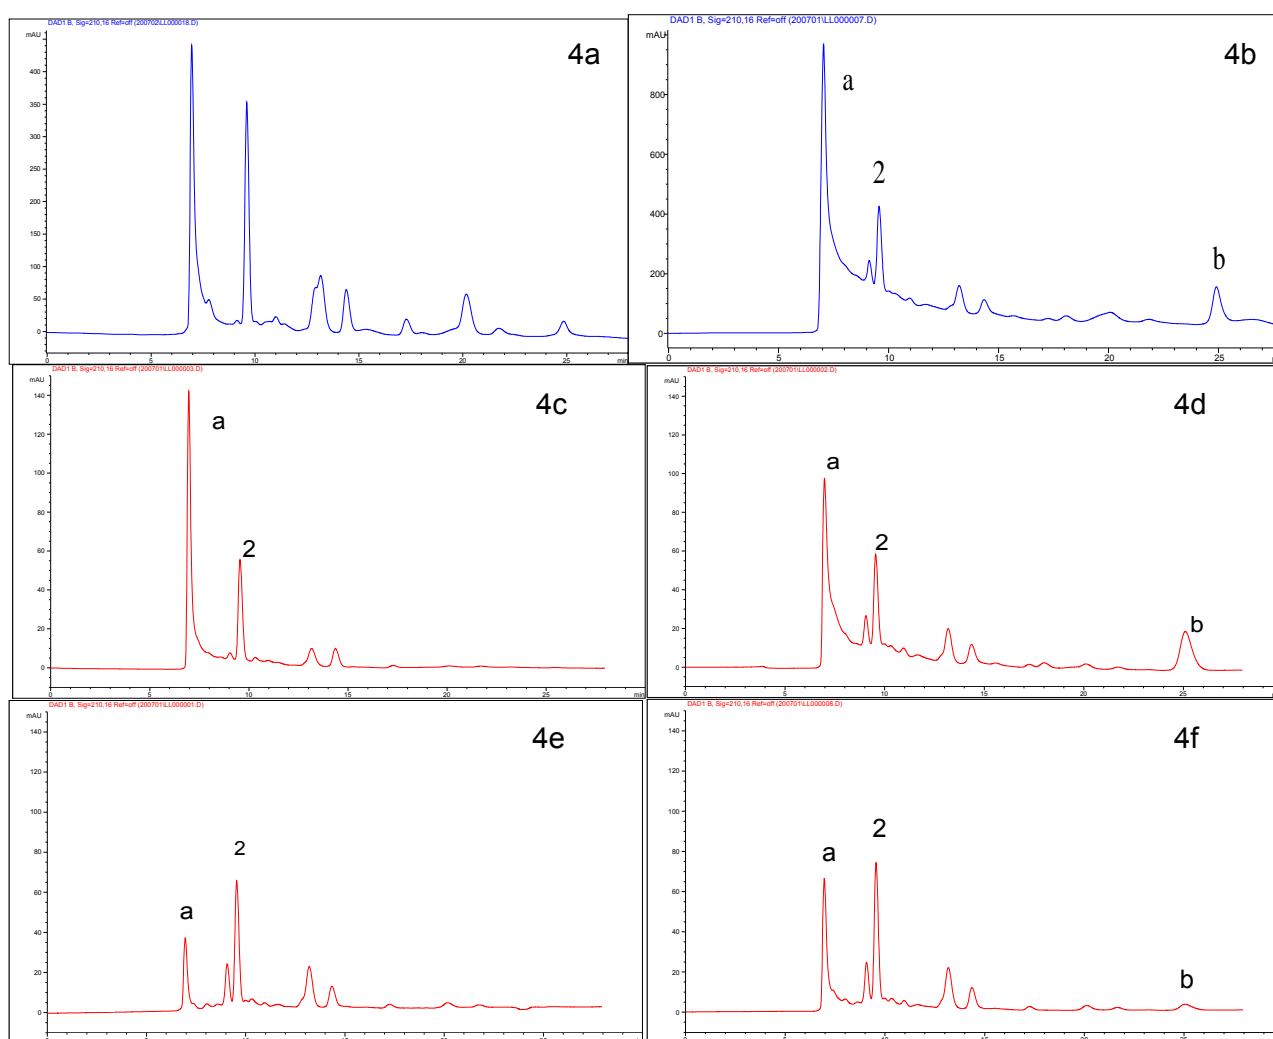 DAD1 B, Sig=210,16 Ref=off (200702\LL000018.D)
mAU
4a
400
350
300
250
200
150
100
50
0
0 5 10 15 20 25 min
DAD1 B, Sig=210,16 Ref=off (200701\LL000007.D)
mAU
4b
a
2
b
800
600
400
200
0
0 5 10 15 20 25
DAD1 B, Sig=210,16 Ref=off (200701\LL000003.D)
mAU
4c
a
2
140
120
100
80
60
40
20
0
0 5 10 15 20 25
DAD1 B, Sig=210,16 Ref=off (200701\LL000002.D)
mAU
4d
a
2
b
140
120
100
80
60
40
20
0
0 5 10 15 20 25
DAD1 B, Sig=210,16 Ref=off (200701\LL000001.D)
mAU
4e
2
a
140
120
100
80
60
40
20
0
0
DAD1 B, Sig=210,16 Ref=off (200701\LL000008.D)
mAU
4f
2
a
b
140
120
100
80
60
40
20
0
0